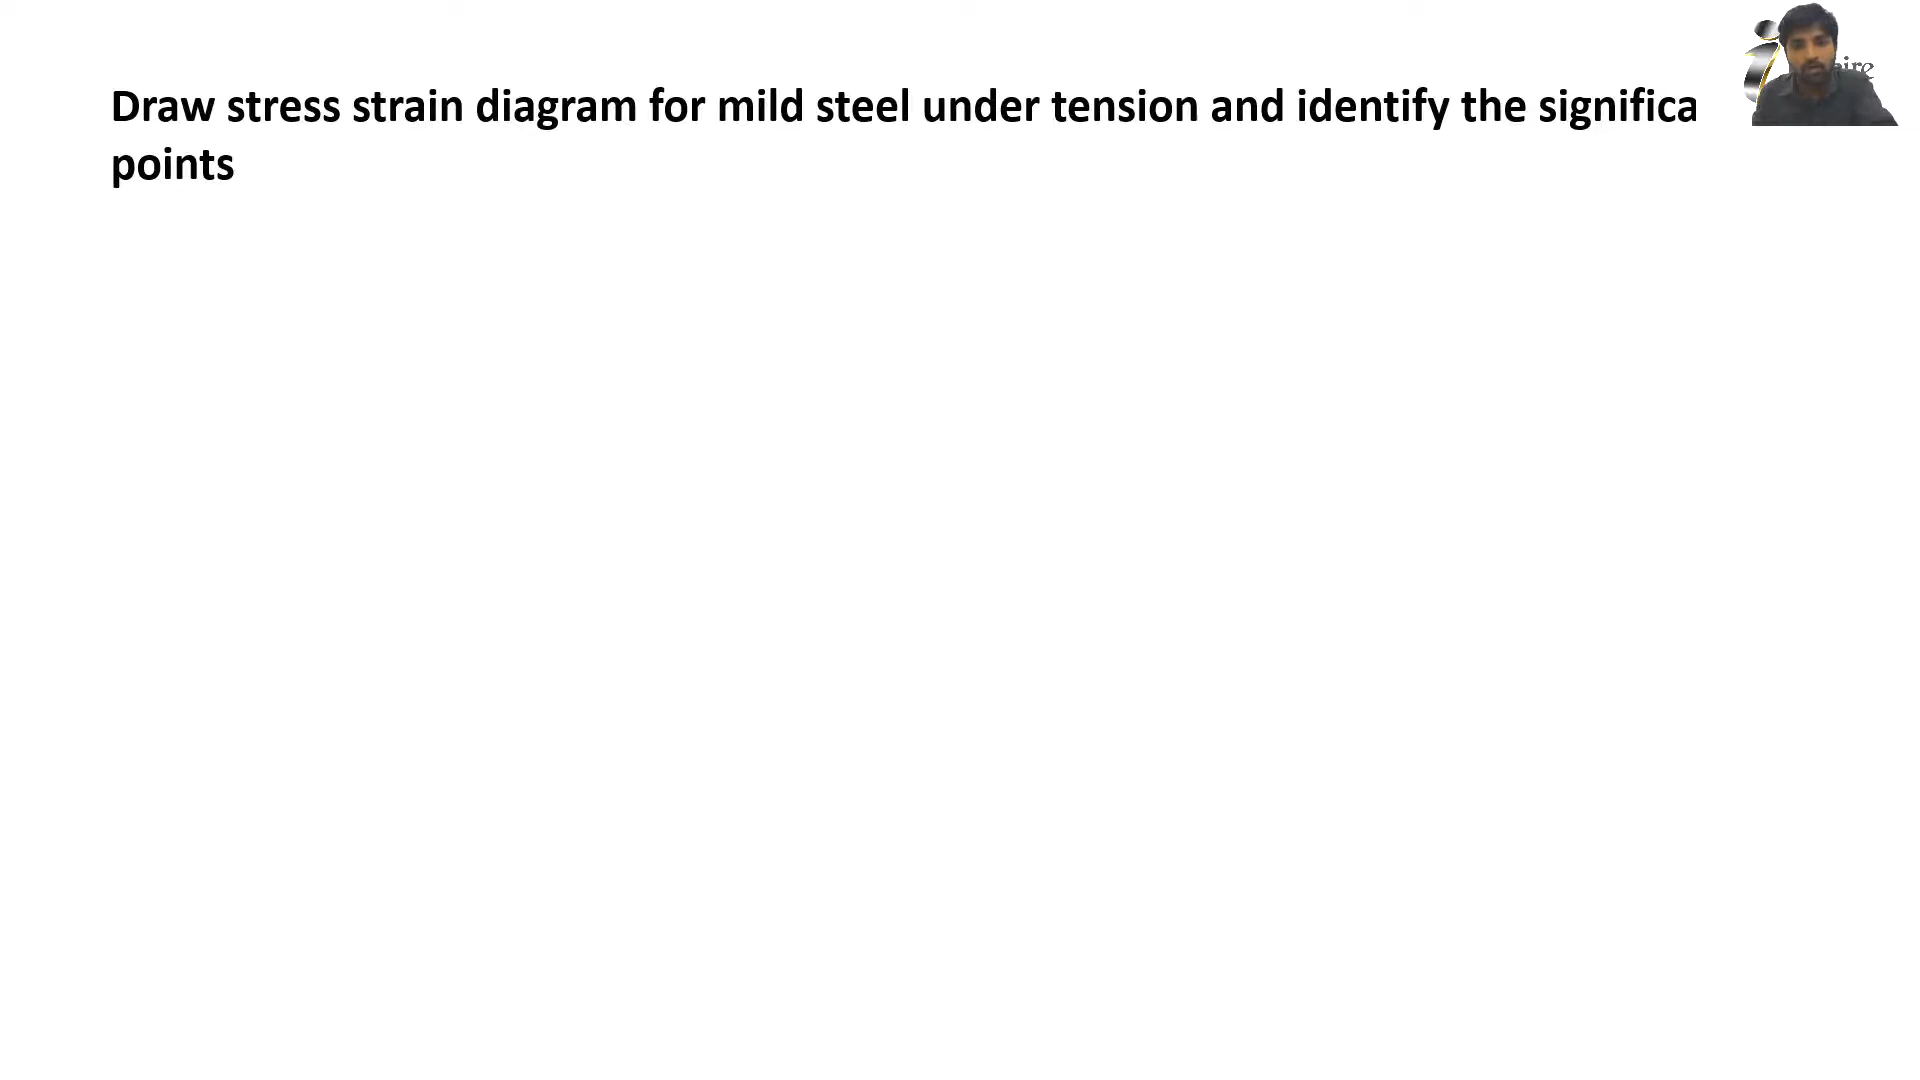 Draw stress strain diagram for mild steel under tension and identify the significa
points